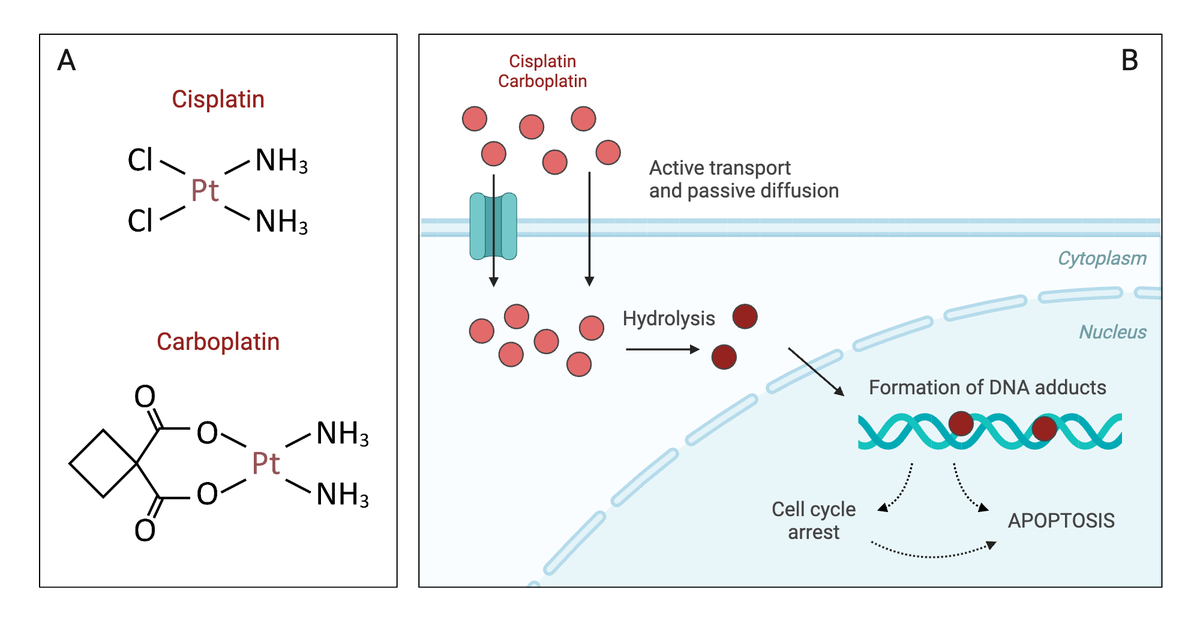 A
Cisplatin
Cl
NH₃
Pt
Cl
NH₃
Carboplatin
O
O
NH₃
Pt
O
NH₃
O
B
Cisplatin
Carboplatin
Active transport
and passive diffusion
Cytoplasm
Hydrolysis
Nucleus
Formation of DNA adducts
Cell cycle
arrest
APOPTOSIS